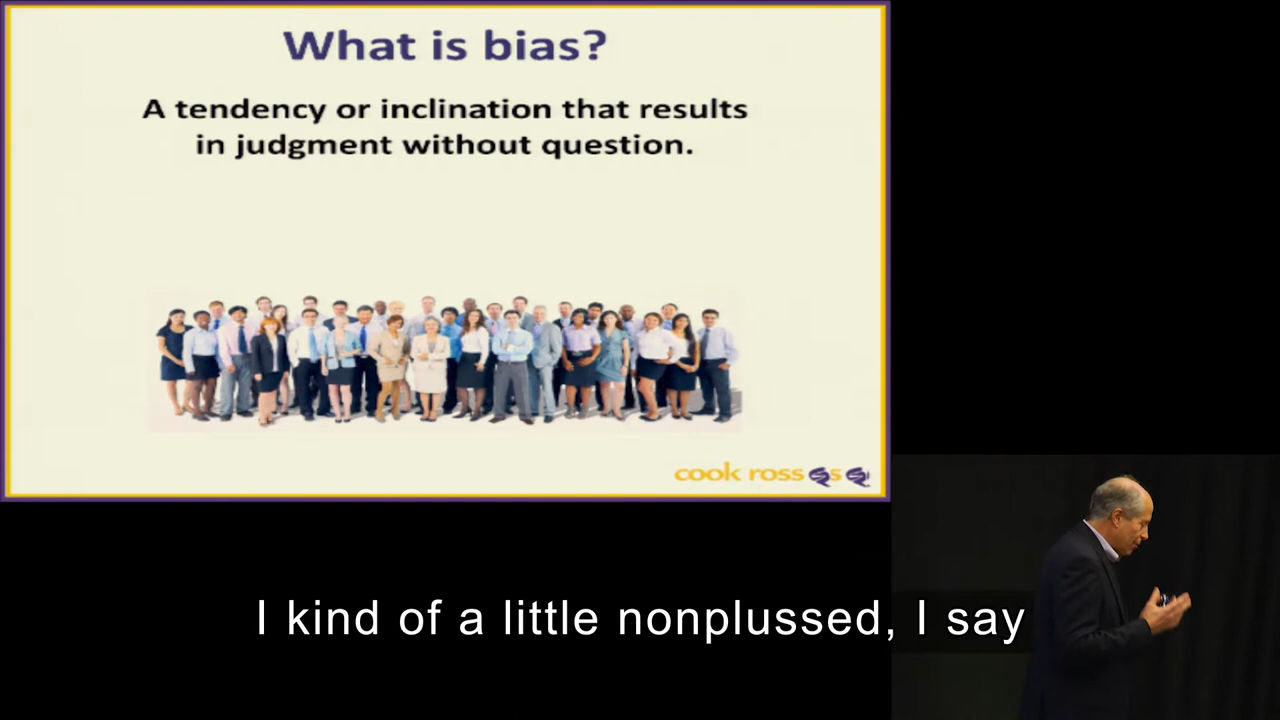 What is bias?
A tendency or inclination that results
in judgment without question.
cook ross
I kind of a little nonplussed, I say